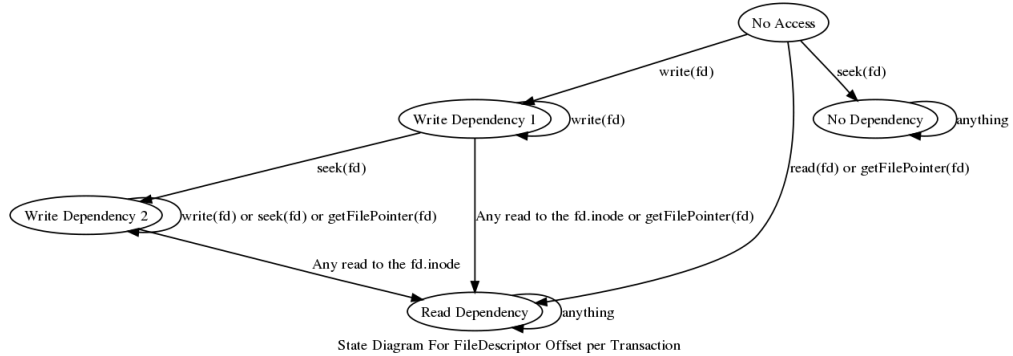 No Access
write(fd)
seek(fd)
Write Dependency 1
write(fd)
No Dependency
anything
seek(fd)
read(fd) or getFilePointer(fd)
Write Dependency 2
write(fd) or seek(fd) or getFilePointer(fd)
Any read to the fd.inode or getFilePointer(fd)
Any read to the fd.inode
Read Dependency
anything
State Diagram For FileDescriptor Offset per Transaction